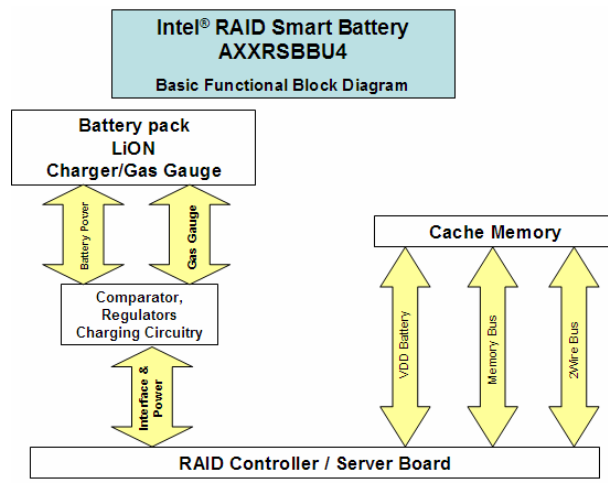 Intel® RAID Smart Battery
AXXRSBBU4
Basic Functional Block Diagram
Battery pack
LiON
Charger/Gas Gauge
Battery Power
Gas Gauge
Comparator,
Regulators
Charging Circuitry
Interface &
Power
Cache Memory
VDD Battery
Memory Bus
2Wire Bus
RAID Controller / Server Board